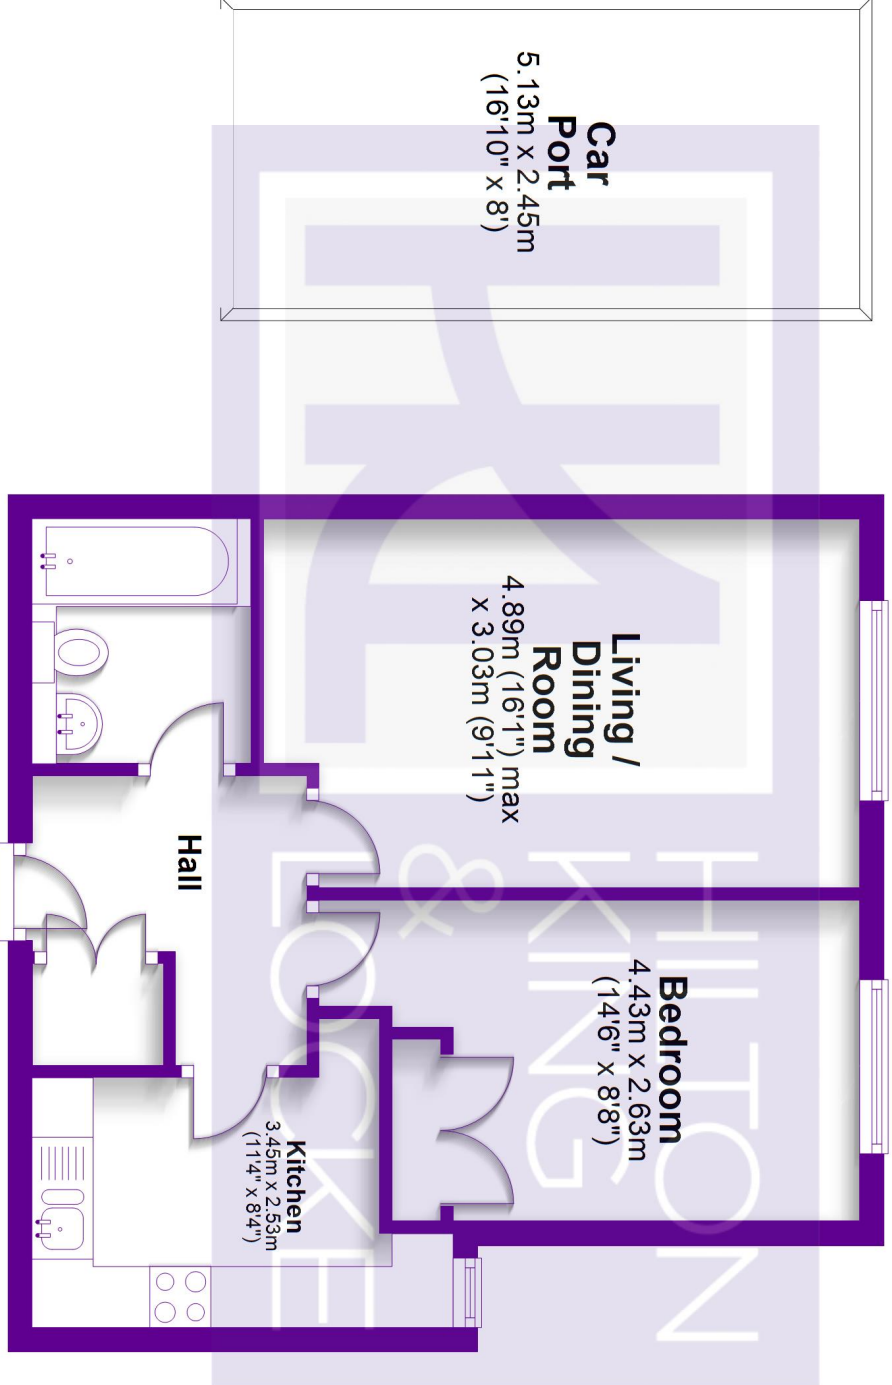 Car
Port
5.13m x 2.45m
(16'10" x 8')
Living /
Dining
Room
4.89m (16'1") max
x 3.03m (9'11")
Bedroom
4.43m x 2.63m
(14'6" x 8'8")
Hall
Kitchen
3.45m x 2.53m
(11'4" x 8'4")
HILTON
KING
&
LOCKE